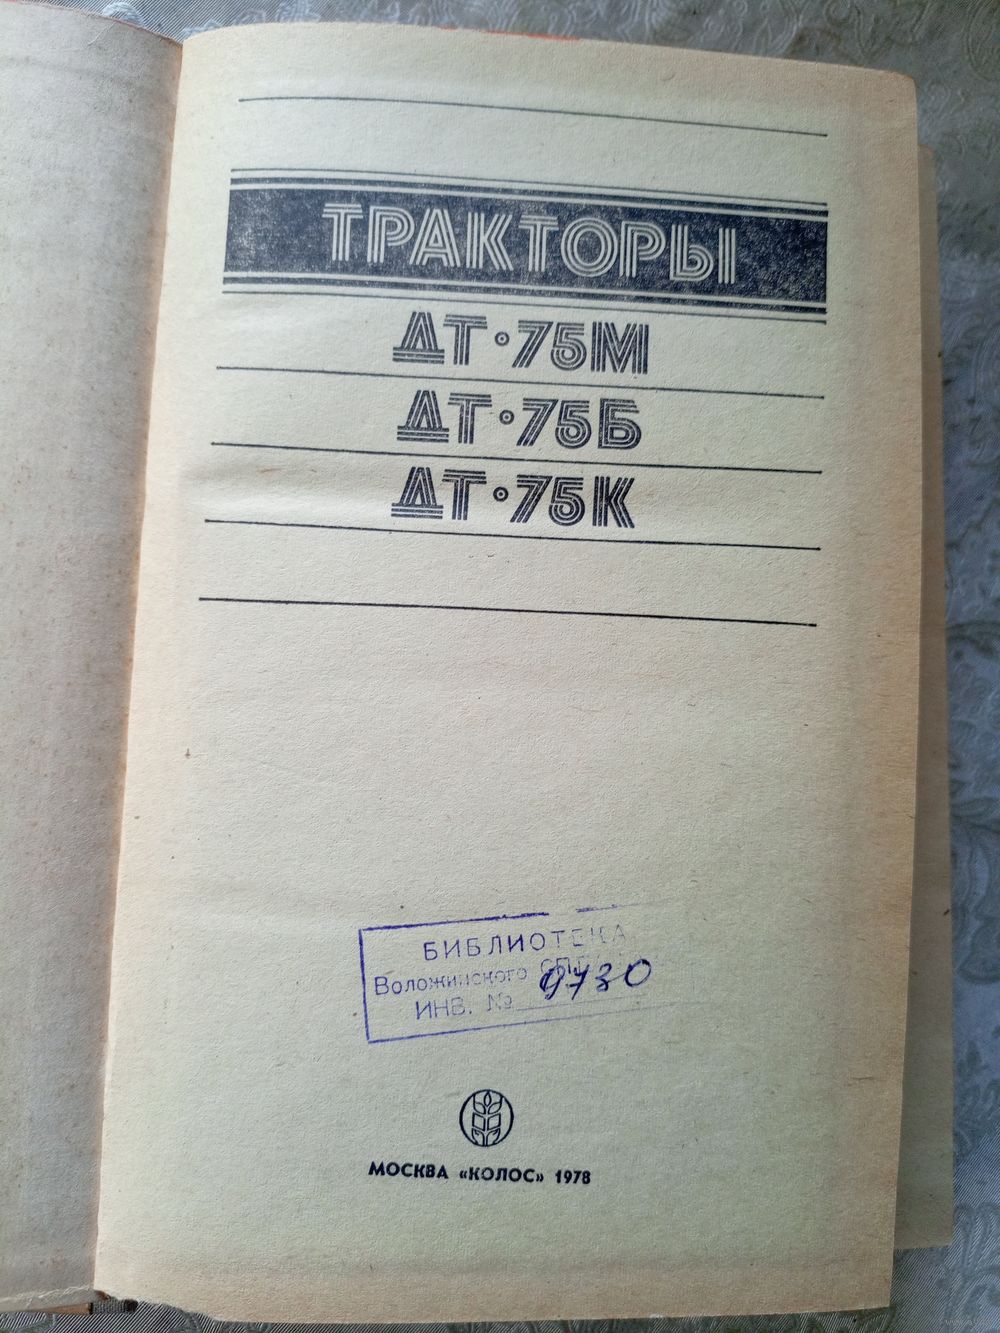 ТРАКТОРЫ
ДТ·75М
ДТ·75Б
ДТ·75К
БИБЛИОТЕКА
Воложинского
ИНВ. № 9730
МОСКВА «КОЛОС» 1978